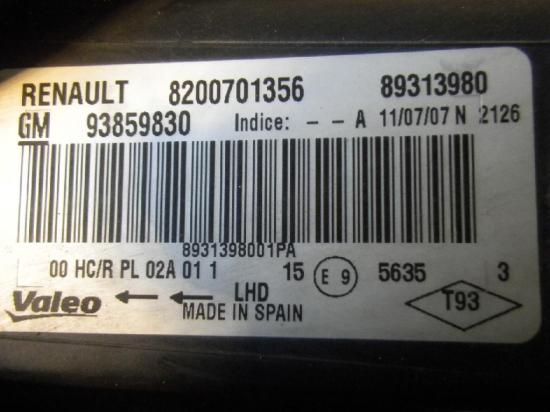 RENAULT 8200701356 89313980
GM 93859830 Indice: - - A 11/07/07 N 2126
8931398001PA
00 HC/R PL 02A 01 1 15 E 9 5635 3
Valeo LHD T93
MADE IN SPAIN